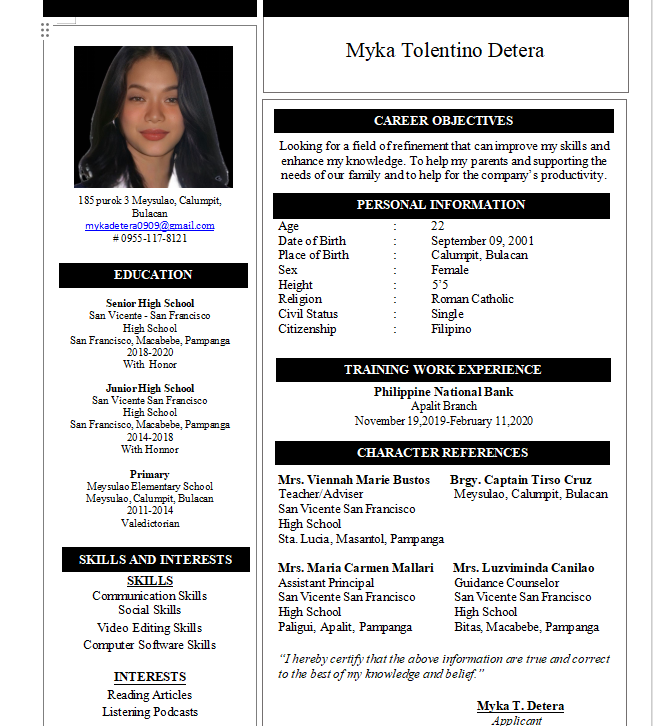 Myka Tolentino Detera
185 purok 3 Meysulao, Calumpit,
Bulacan
mykadetera0909@gmail.com
# 0955-117-8121
EDUCATION
Senior High School
San Vicente - San Francisco
High School
San Francisco, Macabebe, Pampanga
2018-2020
With Honor
Junior High School
San Vicente San Francisco
High School
San Francisco, Macabebe, Pampanga
2014-2018
With Honnor
Primary
Meysulao Elementary School
Meysulao, Calumpit, Bulacan
2011-2014
Valedictorian
SKILLS AND INTERESTS
SKILLS
Communication Skills
Social Skills
Video Editing Skills
Computer Software Skills
INTERESTS
Reading Articles
Listening Podcasts
CAREER OBJECTIVES
Looking for a field of refinement that can improve my skills and
enhance my knowledge. To help my parents and supporting the
needs of our family and to help for the company's productivity.
PERSONAL INFORMATION
Age : 22
Date of Birth : September 09, 2001
Place of Birth : Calumpit, Bulacan
Sex : Female
Height : 5'5
Religion : Roman Catholic
Civil Status : Single
Citizenship : Filipino
TRAINING WORK EXPERIENCE
Philippine National Bank
Apalit Branch
November 19,2019-February 11,2020
CHARACTER REFERENCES
Mrs. Viennah Marie Bustos
Teacher/Adviser
San Vicente San Francisco
High School
Sta. Lucia, Masantol, Pampanga
Brgy. Captain Tirso Cruz
Meysulao, Calumpit, Bulacan
Mrs. Maria Carmen Mallari
Assistant Principal
San Vicente San Francisco
High School
Paligui, Apalit, Pampanga
Mrs. Luzviminda Canilao
Guidance Counselor
San Vicente San Francisco
High School
Bitas, Macabebe, Pampanga
“I hereby certify that the above information are true and correct
to the best of my knowledge and belief.”
Myka T. Detera
Applicant